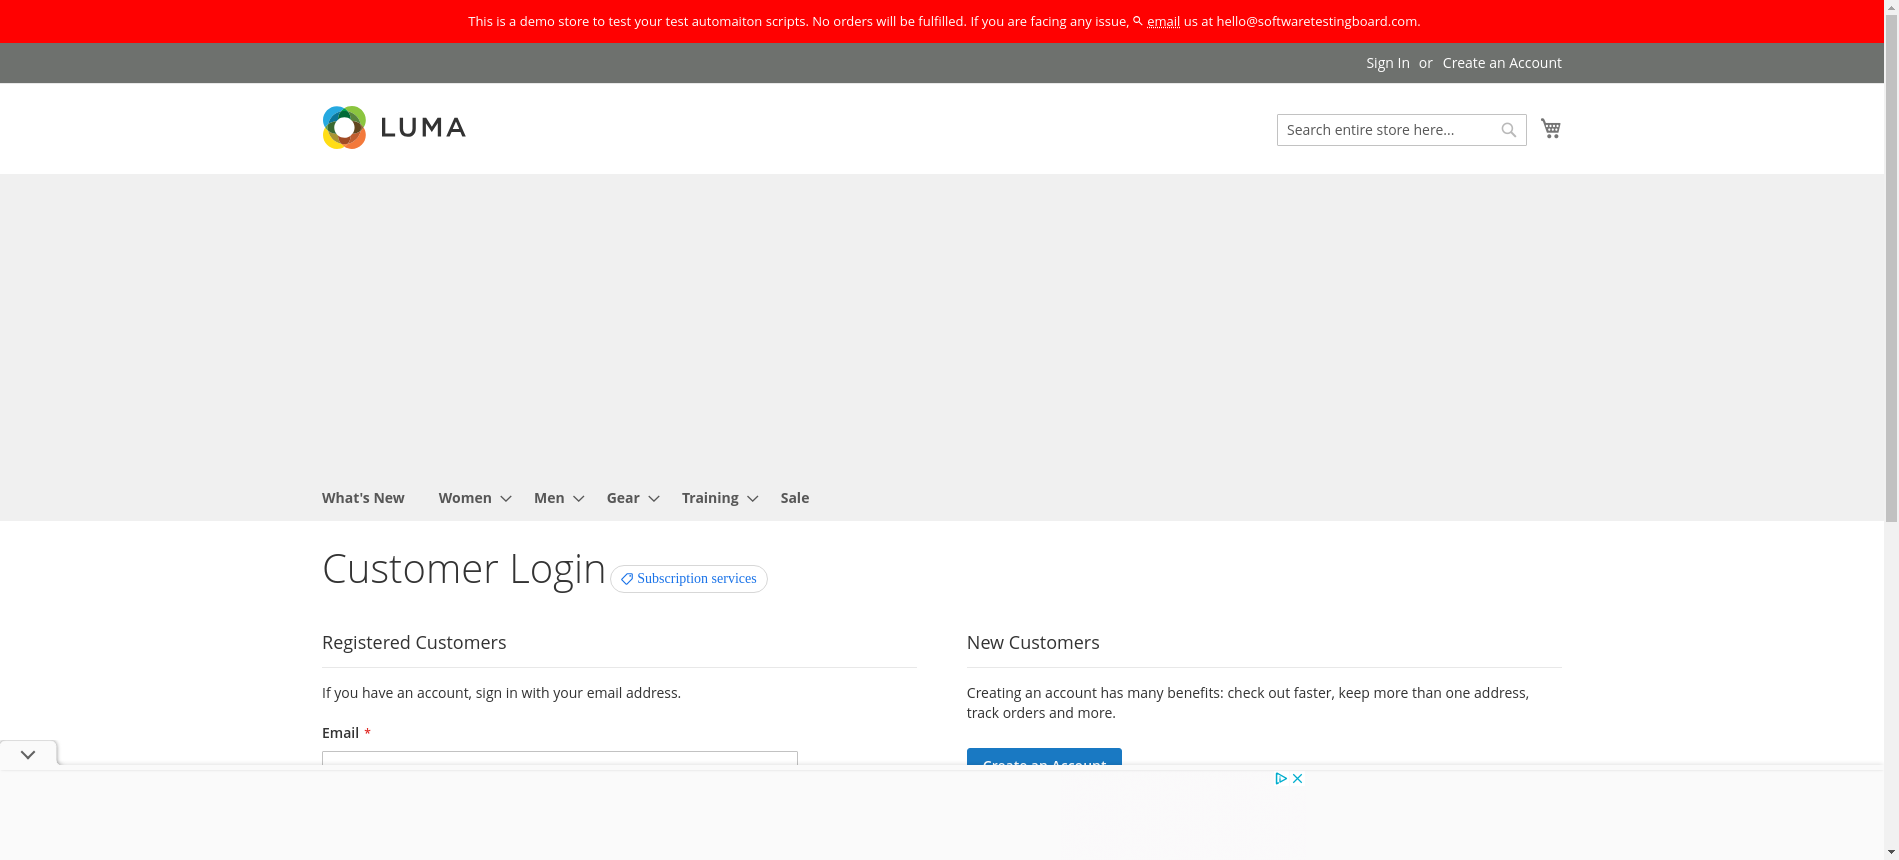 This is a demo store to test your test automaiton scripts. No orders will be fulfilled. If you are facing any issue, email us at hello@softwaretestingboard.com.
Sign In or Create an Account
LUMA
Search entire store here...
What's New Women Men Gear Training Sale
Customer Login Subscription services
Registered Customers
If you have an account, sign in with your email address.
Email *
New Customers
Creating an account has many benefits: check out faster, keep more than one address,
track orders and more.
Create an Account